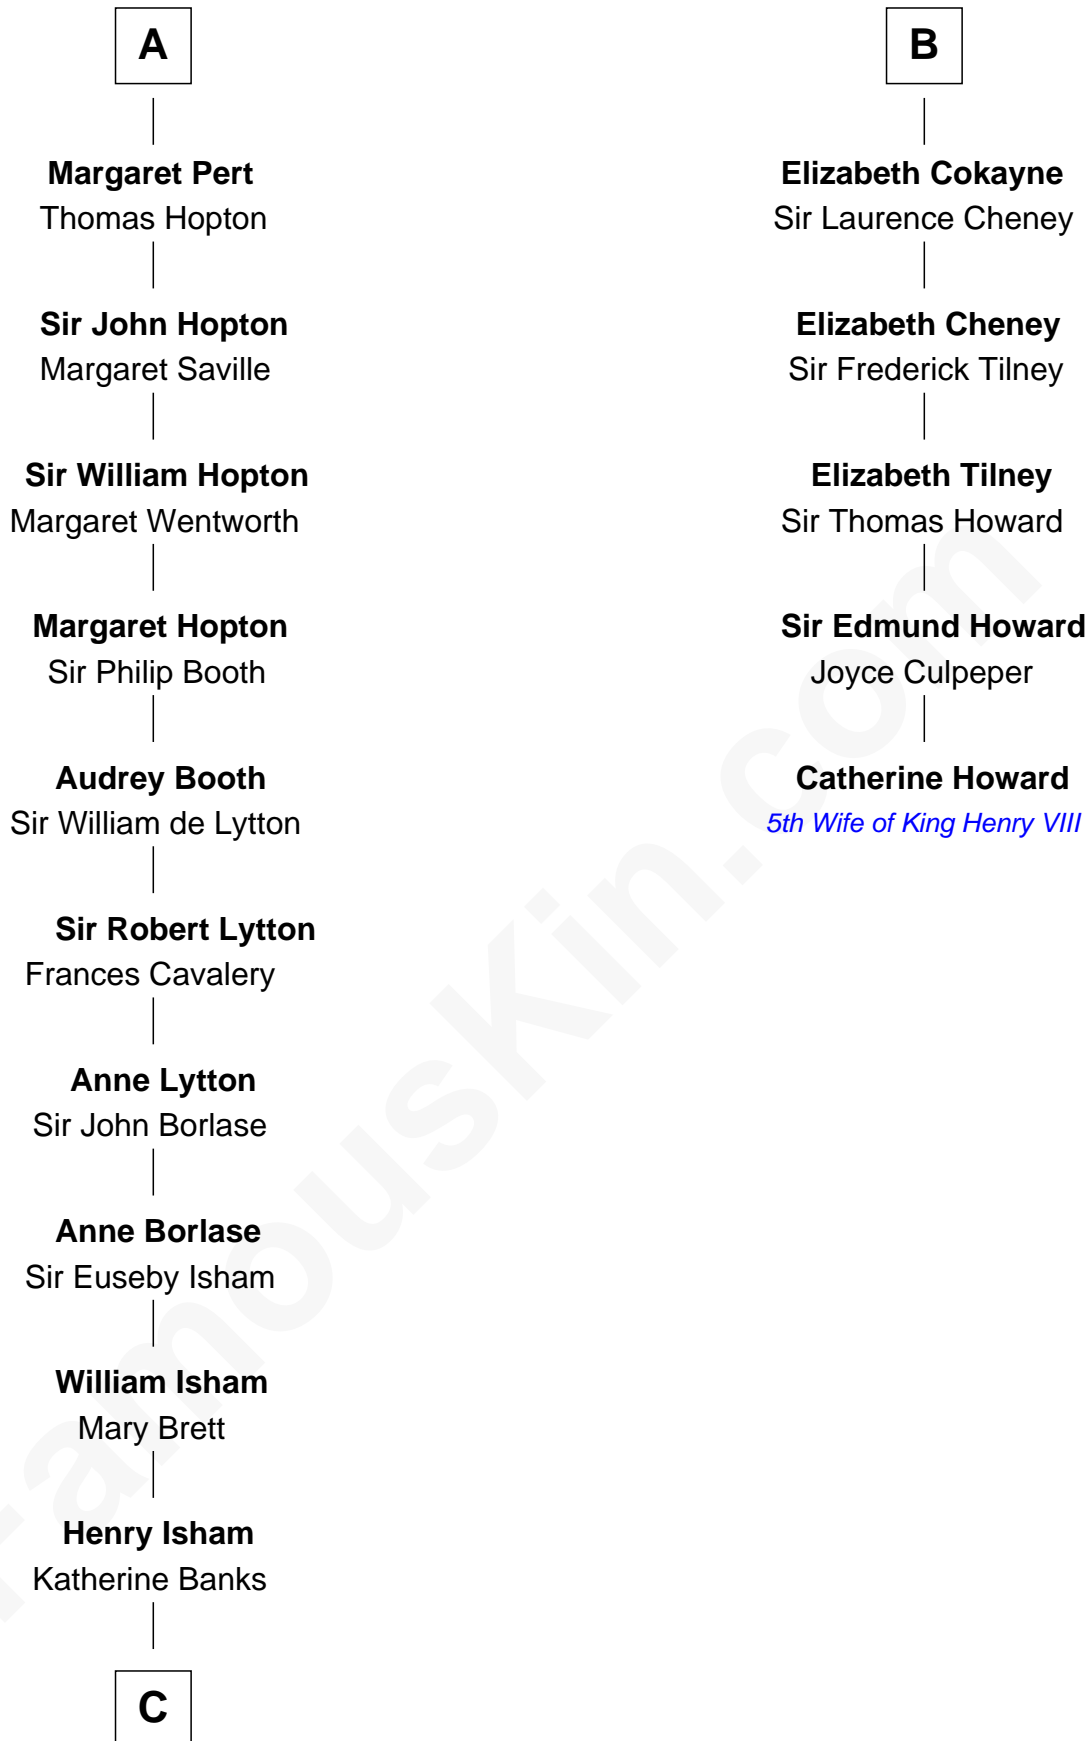 A
Margaret Pert
Thomas Hopton
Sir John Hopton
Margaret Saville
Sir William Hopton
Margaret Wentworth
Margaret Hopton
Sir Philip Booth
Audrey Booth
Sir William de Lytton
Sir Robert Lytton
Frances Cavalery
Anne Lytton
Sir John Borlase
Anne Borlase
Sir Euseby Isham
William Isham
Mary Brett
Henry Isham
Katherine Banks
C
B
Elizabeth Cokayne
Sir Laurence Cheney
Elizabeth Cheney
Sir Frederick Tilney
Elizabeth Tilney
Sir Thomas Howard
Sir Edmund Howard
Joyce Culpeper
Catherine Howard
5th Wife of King Henry VIII
FamousKin.com